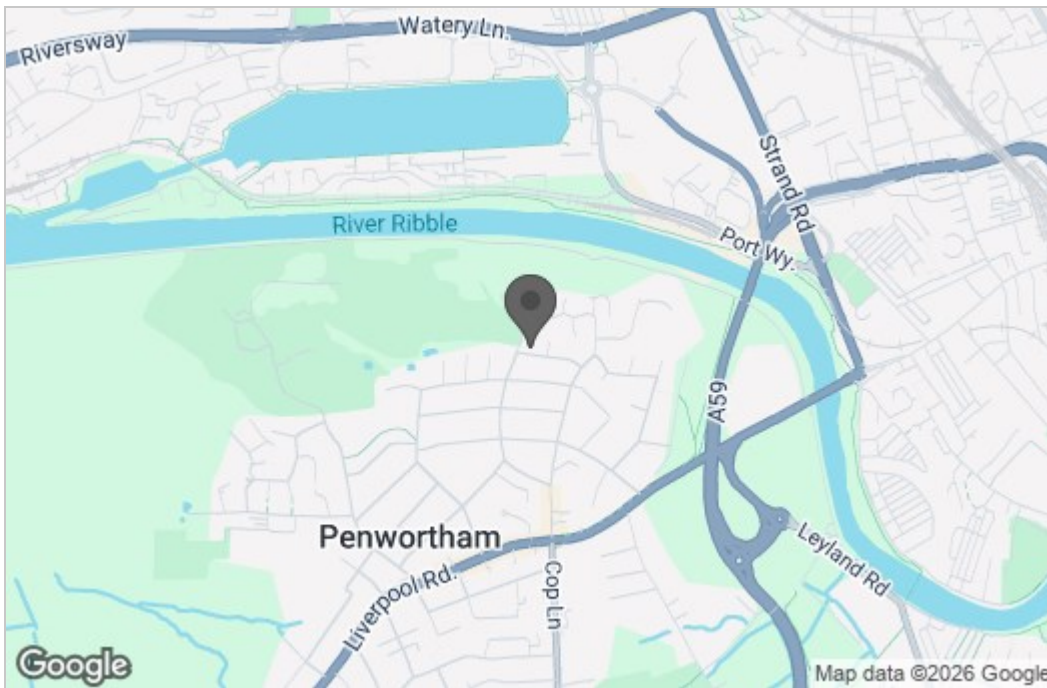 Riversway
Watery Ln.
Strand Rd
River Ribble
Port Wy.
A59
Penwortham
Liverpool Rd.
Cop Ln
Leyland Rd
Google
Map data ©2026 Google